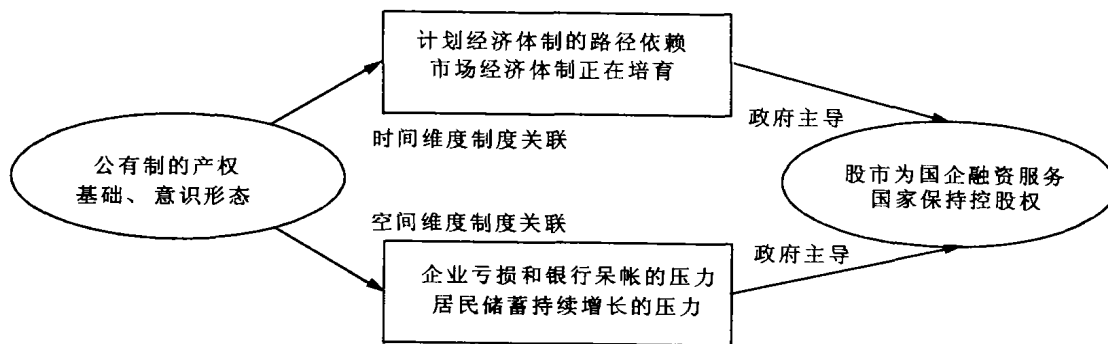 计划经济体制的路径依赖
市场经济体制正在培育
政府主导
时间维度制度关联
公有制的产权
基础、意识形态
股市为国企融资服务
国家保持控股权
空间维度制度关联
政府主导
企业亏损和银行呆帐的压力
居民储蓄持续增长的压力